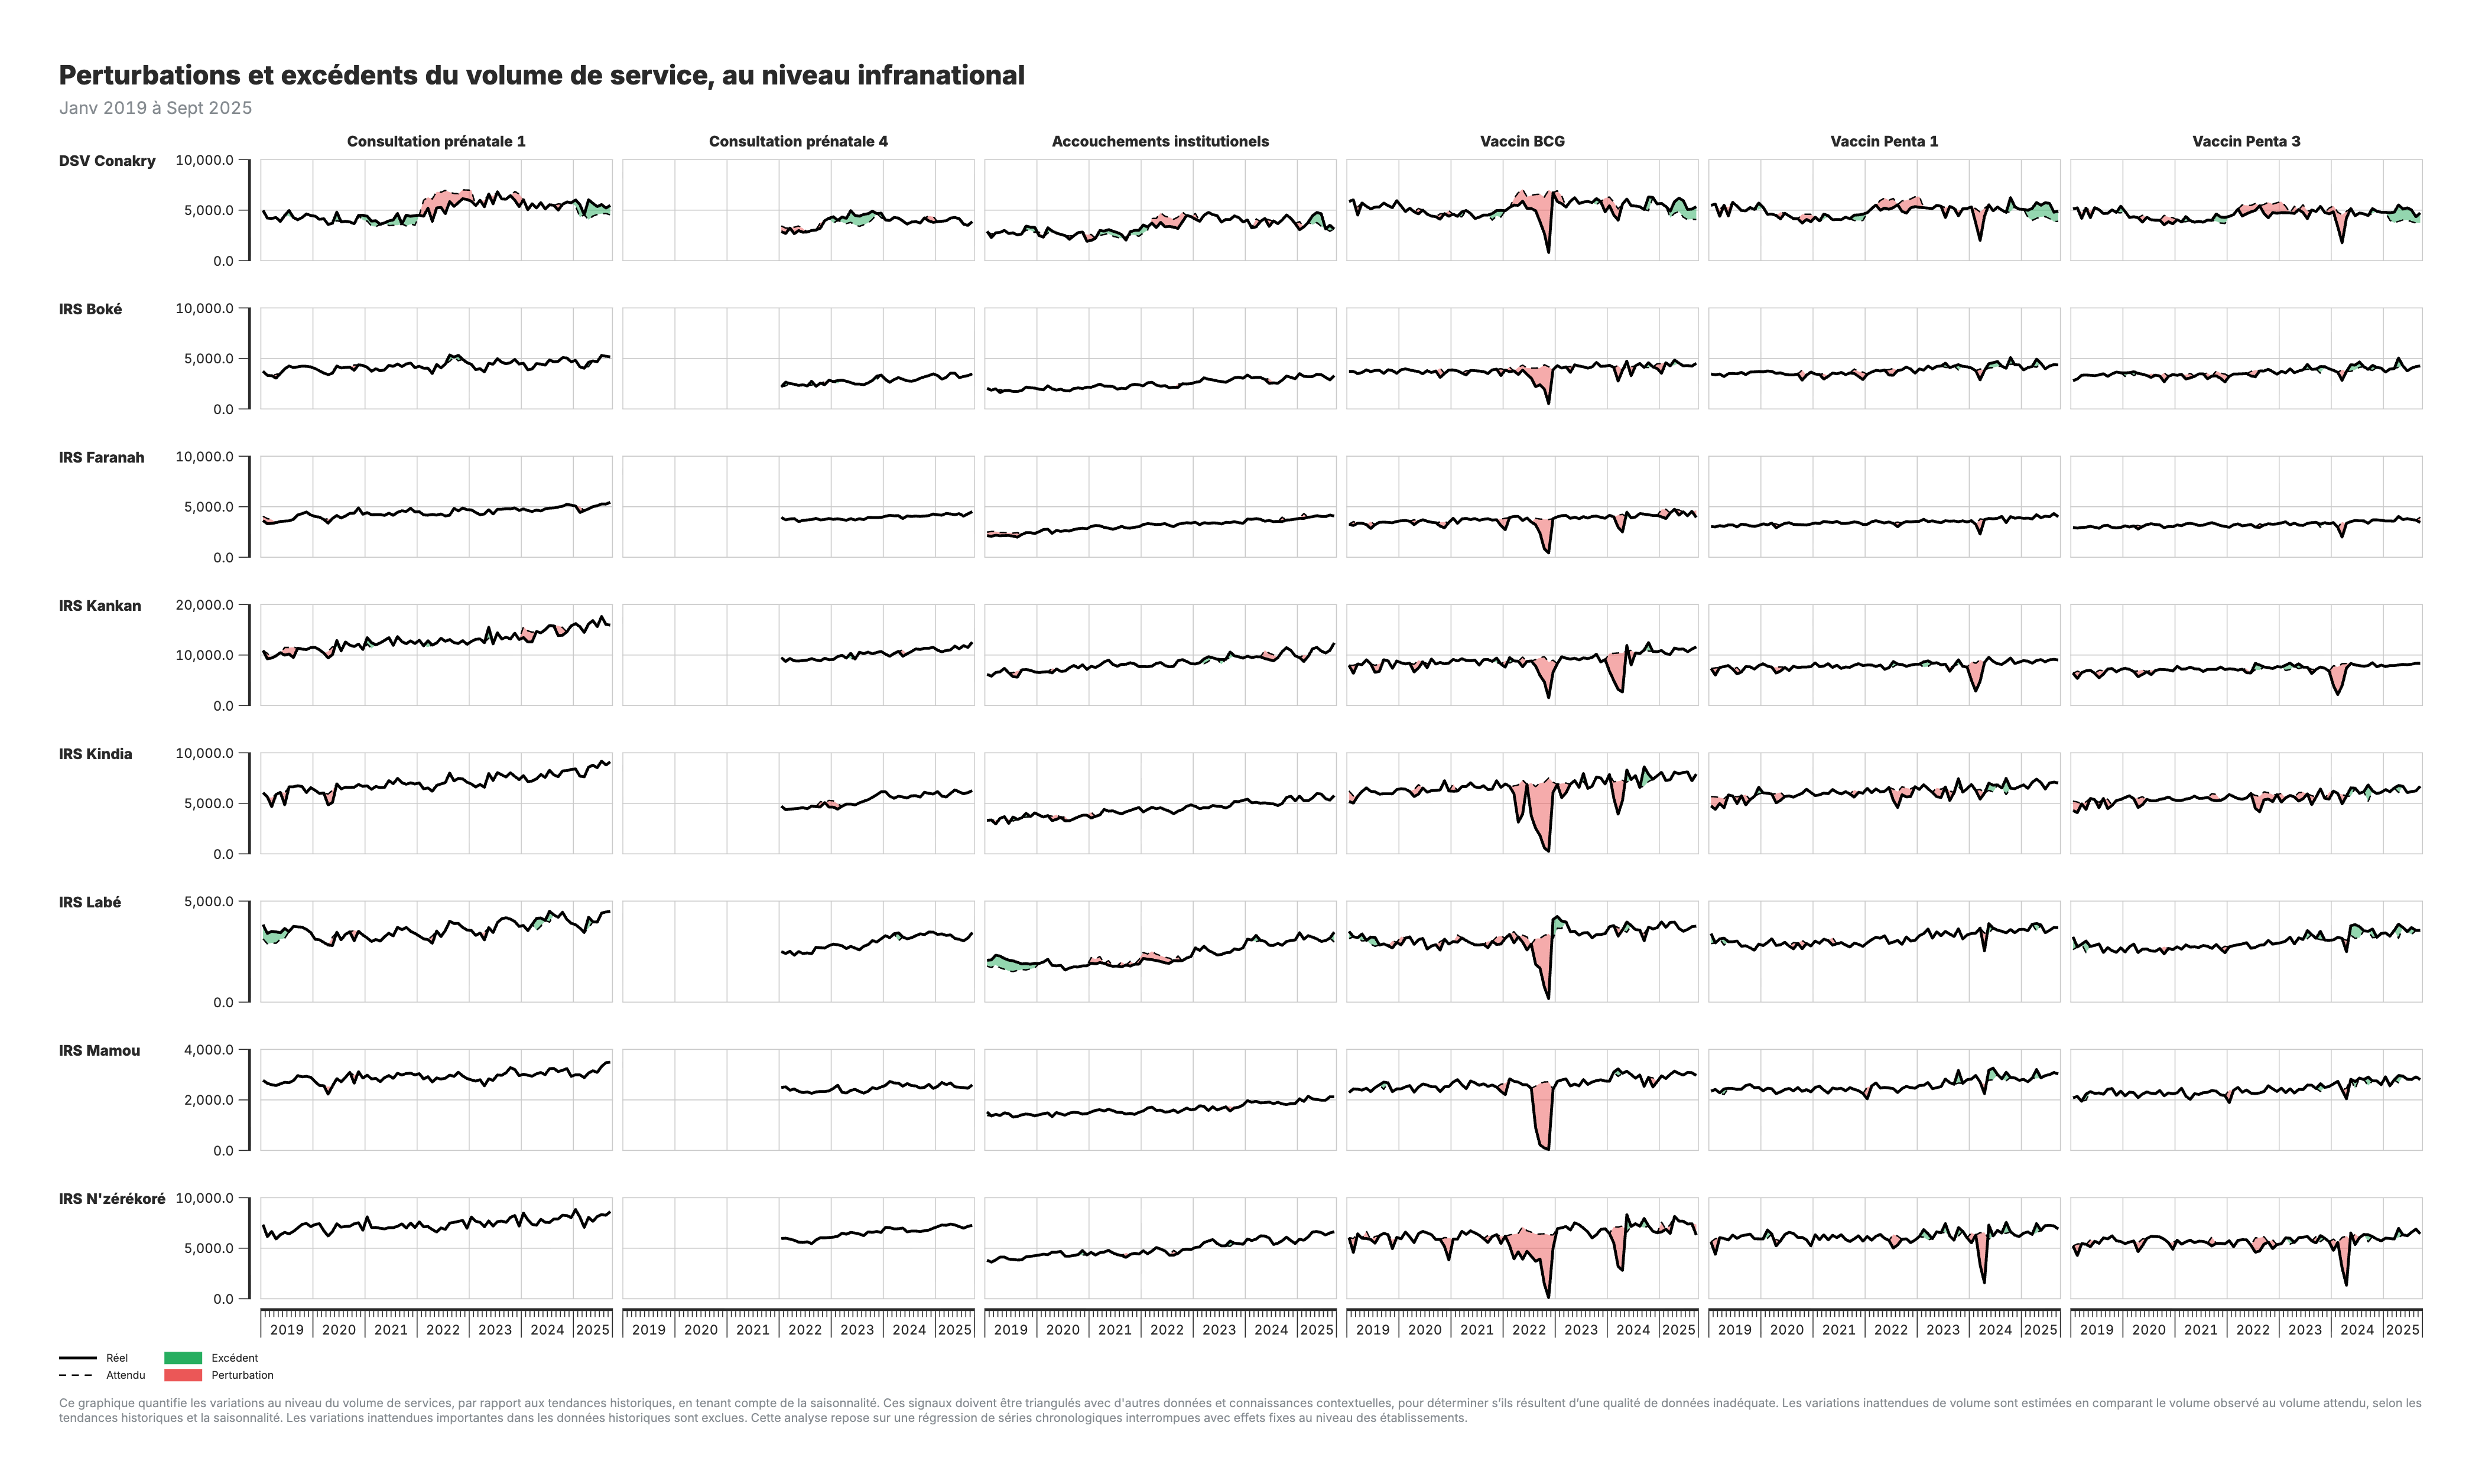 Perturbations et excédents du volume de service, au niveau infranational
Janv 2019 à Sept 2025
Consultation prénatale 1 Consultation prénatale 4 Accouchements institutionels Vaccin BCG Vaccin Penta 1 Vaccin Penta 3
DSV Conakry 10,000.0
5,000.0
0.0
IRS Boké 10,000.0
5,000.0
0.0
IRS Faranah 10,000.0
5,000.0
0.0
IRS Kankan 20,000.0
10,000.0
0.0
IRS Kindia 10,000.0
5,000.0
0.0
IRS Labé 5,000.0
0.0
IRS Mamou 4,000.0
2,000.0
0.0
IRS N'zérékoré 10,000.0
5,000.0
0.0
2019 2020 2021 2022 2023 2024 2025 2019 2020 2021 2022 2023 2024 2025 2019 2020 2021 2022 2023 2024 2025 2019 2020 2021 2022 2023 2024 2025 2019 2020 2021 2022 2023 2024 2025 2019 2020 2021 2022 2023 2024 2025
Réel Excédent
Attendu Perturbation
Ce graphique quantifie les variations au niveau du volume de services, par rapport aux tendances historiques, en tenant compte de la saisonnalité. Ces signaux doivent être triangulés avec d'autres données et connaissances contextuelles, pour déterminer s’ils résultent d’une qualité de données inadéquate. Les variations inattendues de volume sont estimées en comparant le volume observé au volume attendu, selon les
tendances historiques et la saisonnalité. Les variations inattendues importantes dans les données historiques sont exclues. Cette analyse repose sur une régression de séries chronologiques interrompues avec effets fixes au niveau des établissements.